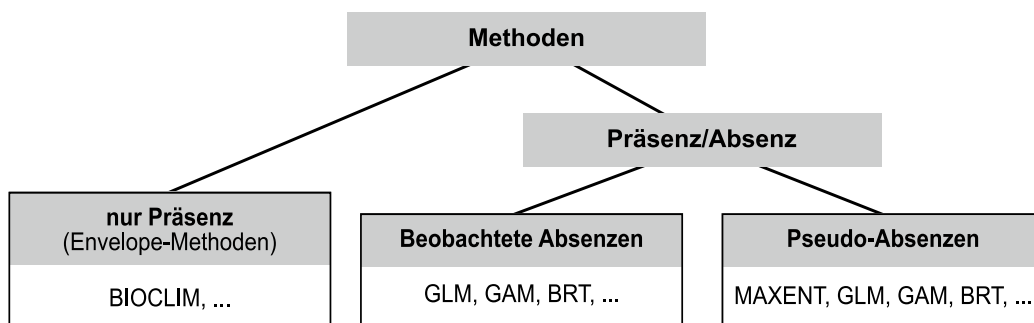 Methoden
Präsenz/Absenz
nur Präsenz
(Envelope-Methoden)
BIOCLIM, ...
Beobachtete Absenzen
GLM, GAM, BRT, ...
Pseudo-Absenzen
MAXENT, GLM, GAM, BRT, ...